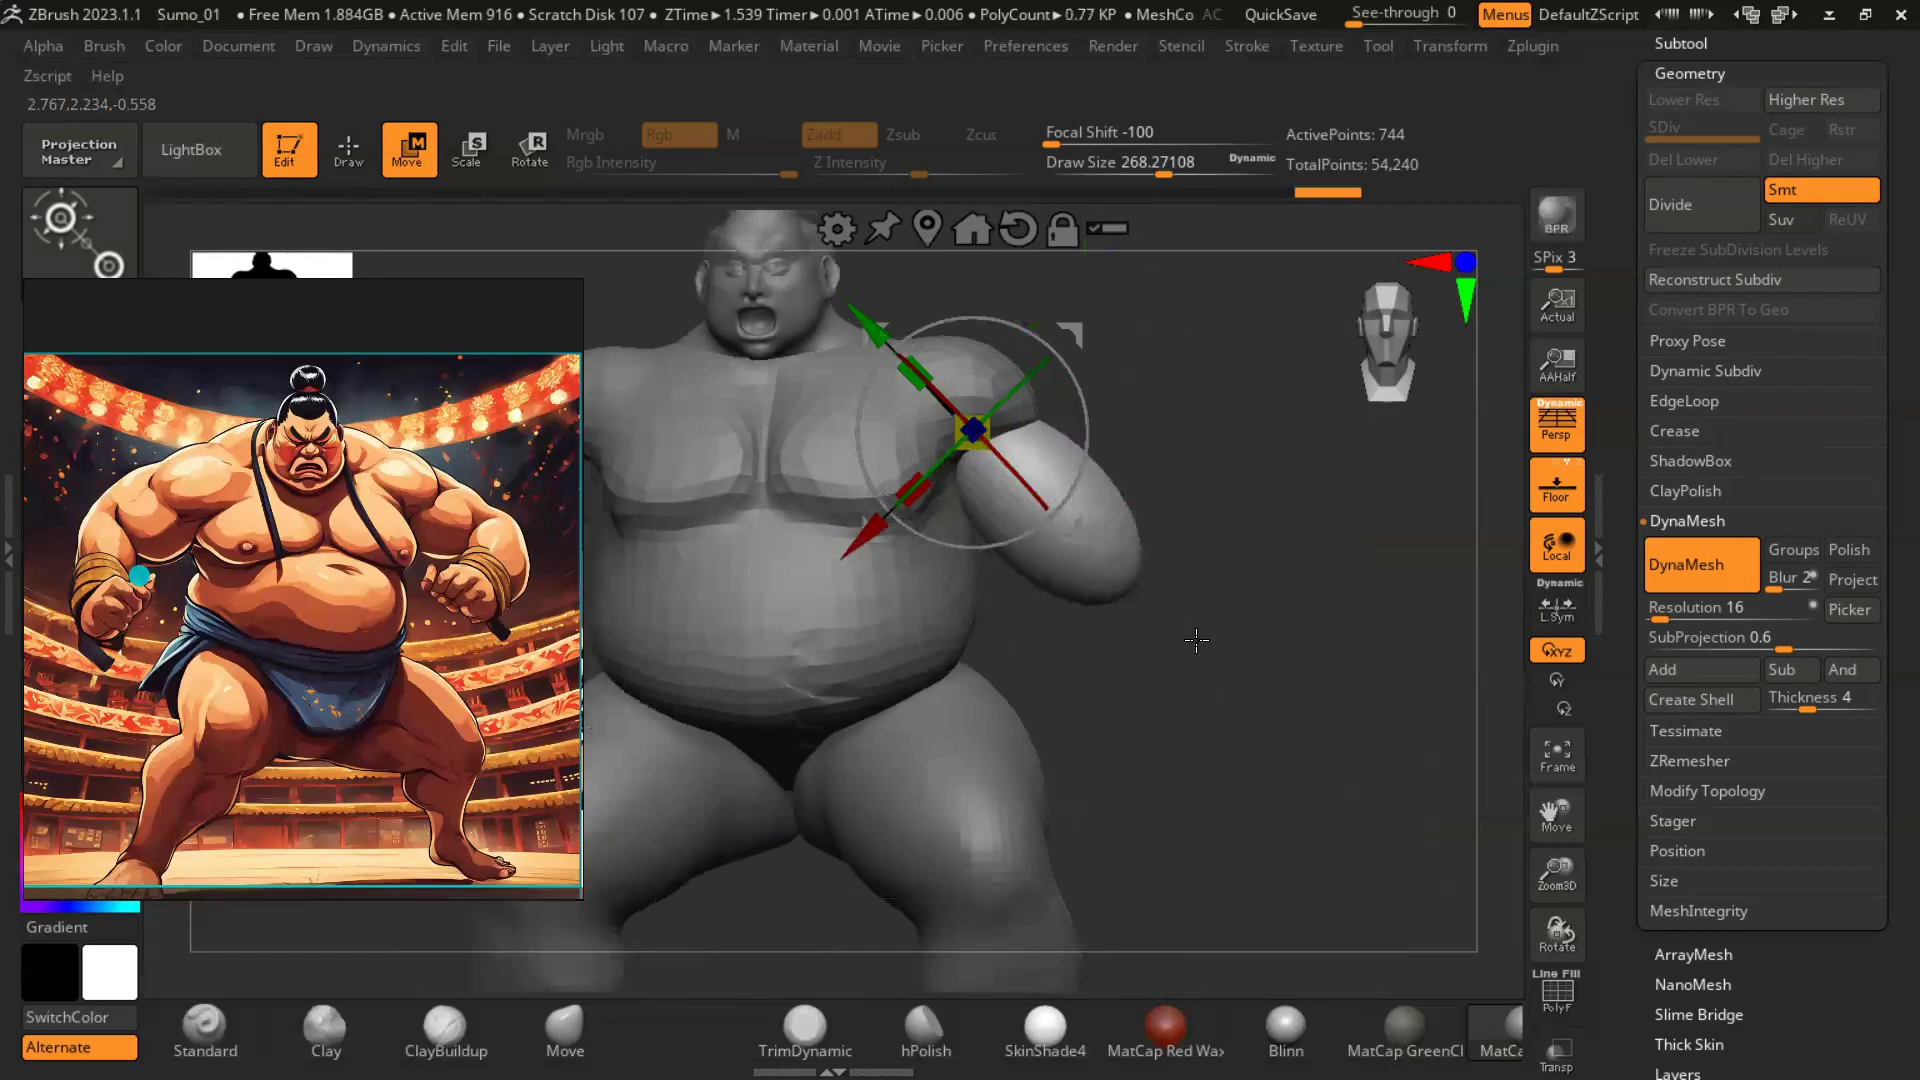 ZBrush 2023.1.1 Sumo_01 • Free Mem 1.884GB • Active Mem 916 • Scratch Disk 107 • ZTime►1.539 Timer►0.001 ATime►0.006 • PolyCount►0.77 KP • MeshCo AC QuickSave See-through 0 Menus DefaultZScript
Alpha Brush Color Document Draw Dynamics Edit File Layer Light Macro Marker Material Movie Picker Preferences Render Stencil Stroke Texture Tool Transform Zplugin
Zscript Help
2.767,2.234,-0.558
Projection Master
LightBox
Edit
Draw
Move
Scale
Rotate
Mrgb Rgb M
Rgb Intensity
Zadd Zsub Zcut
Z Intensity
Focal Shift -100
Draw Size 268.27108 Dynamic
ActivePoints: 744
TotalPoints: 54,240
Gradient
SwitchColor
Alternate
Standard
Clay
ClayBuildup
Move
TrimDynamic
hPolish
SkinShade4
MatCap Red Wax
Blinn
MatCap GreenCl
MatCa
BPR
SPix 3
x1
Actual
AAHalf
Dynamic
Persp
Floor
Local
Dynamic
L.Sym
XYZ
Y
Z
Frame
Move
Zoom3D
Rotate
Line Fill
PolyF
Transp
Subtool
Geometry
Lower Res Higher Res
SDiv Cage Rstr
Del Lower Del Higher
Divide Smt
Suv ReUV
Freeze SubDivision Levels
Reconstruct Subdiv
Convert BPR To Geo
Proxy Pose
Dynamic Subdiv
EdgeLoop
Crease
ShadowBox
ClayPolish
DynaMesh
DynaMesh Groups Polish
Blur 2 Project
Resolution 16 Picker
SubProjection 0.6
Add Sub And
Create Shell Thickness 4
Tessimate
ZRemesher
Modify Topology
Stager
Position
Size
MeshIntegrity
ArrayMesh
NanoMesh
Slime Bridge
Thick Skin
Layers